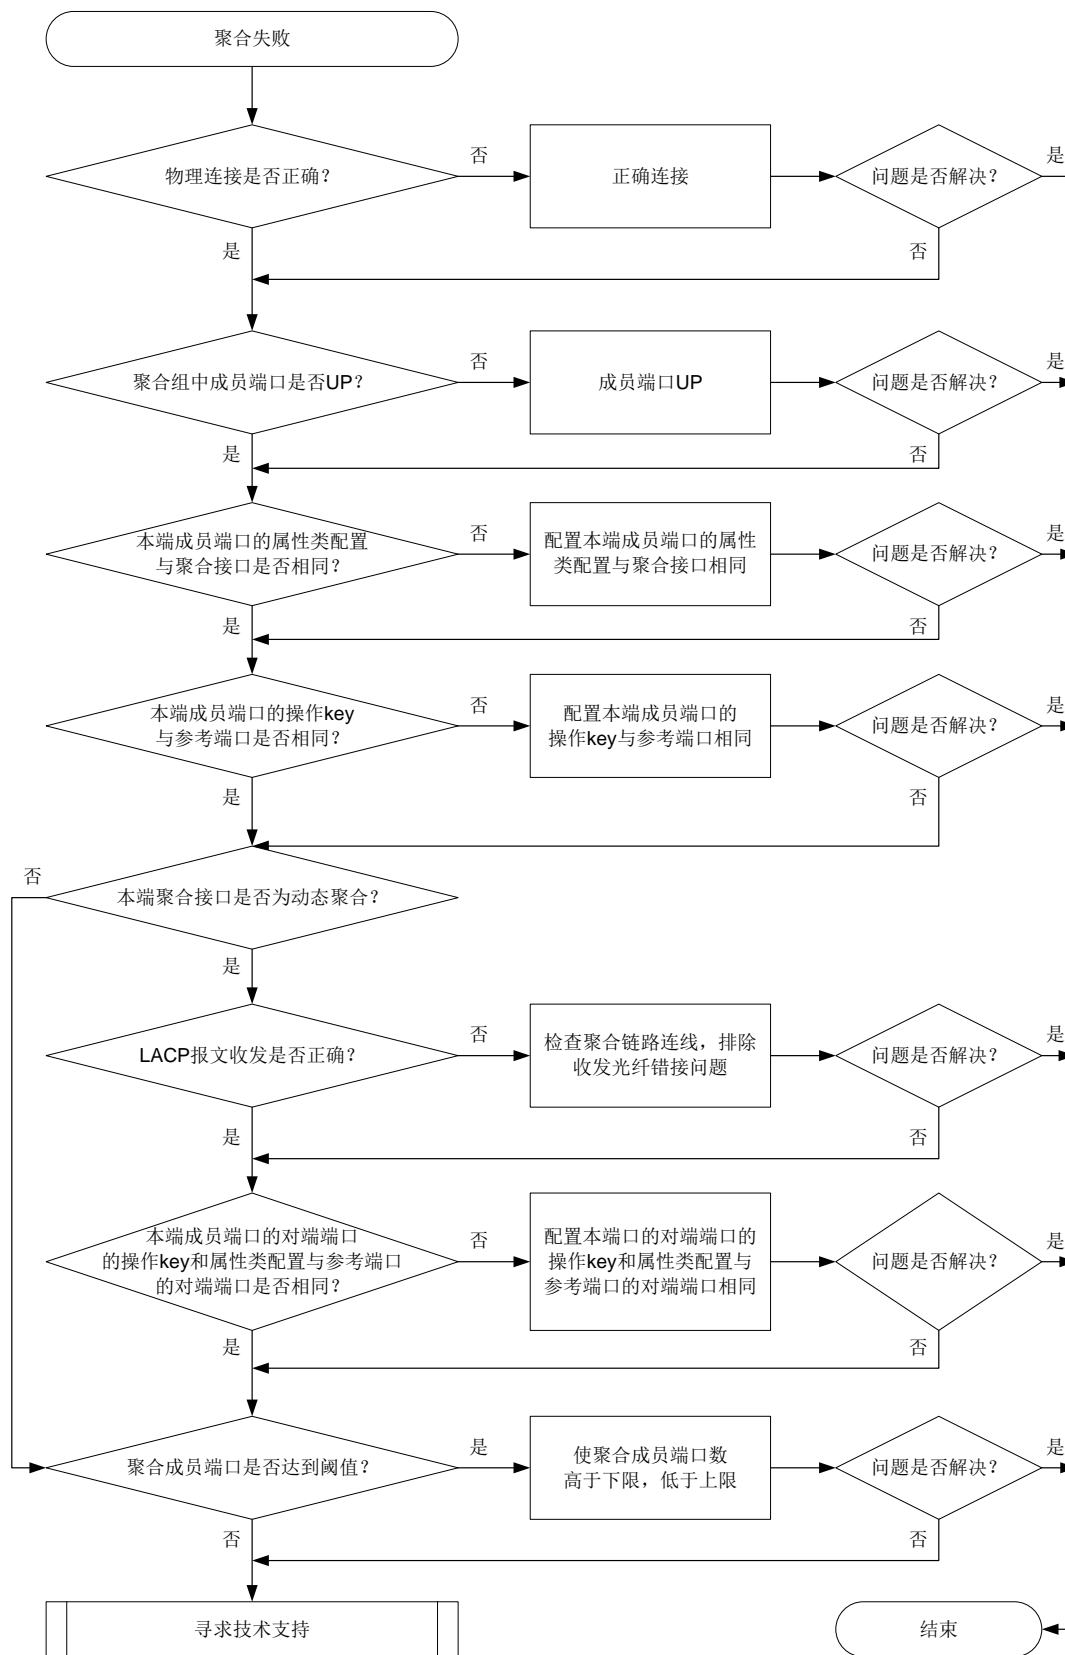 聚合失败
否
是
物理连接是否正确？
正确连接
问题是否解决？
是
否
否
是
聚合组中成员端口是否UP？
成员端口UP
问题是否解决？
是
否
否
是
本端成员端口的属性类配置
与聚合接口是否相同？
配置本端成员端口的属性
类配置与聚合接口相同
问题是否解决？
是
否
否
是
本端成员端口的操作key
与参考端口是否相同？
配置本端成员端口的
操作key与参考端口相同
问题是否解决？
是
否
否
本端聚合接口是否为动态聚合？
是
否
是
LACP报文收发是否正确？
检查聚合链路连线，排除
收发光纤错接问题
问题是否解决？
是
否
否
是
本端成员端口的对端端口
的操作key和属性类配置与参考端口
的对端端口是否相同？
配置本端口的对端端口的
操作key和属性类配置与
参考端口的对端端口相同
问题是否解决？
是
否
是
是
聚合成员端口是否达到阈值？
使聚合成员端口数
高于下限，低于上限
问题是否解决？
否
否
寻求技术支持
结束